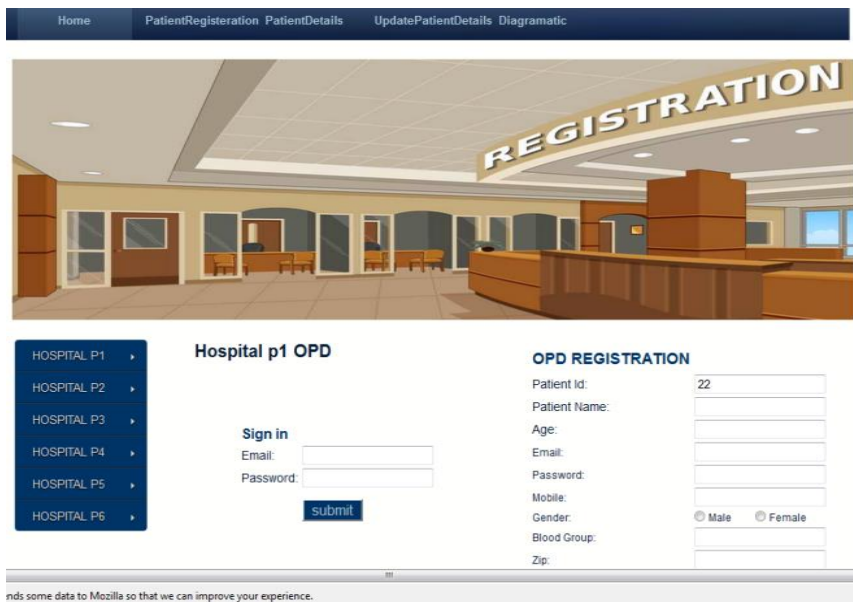 Home PatientRegisteration PatientDetails UpdatePatientDetails Diagramatic
REGISTRATION
HOSPITAL P1
HOSPITAL P2
HOSPITAL P3
HOSPITAL P4
HOSPITAL P5
HOSPITAL P6
Hospital p1 OPD
Sign in
Email:
Password:
submit
OPD REGISTRATION
Patient Id: 22
Patient Name:
Age:
Email:
Password:
Mobile:
Gender: Male Female
Blood Group:
Zip:
nds some data to Mozilla so that we can improve your experience.